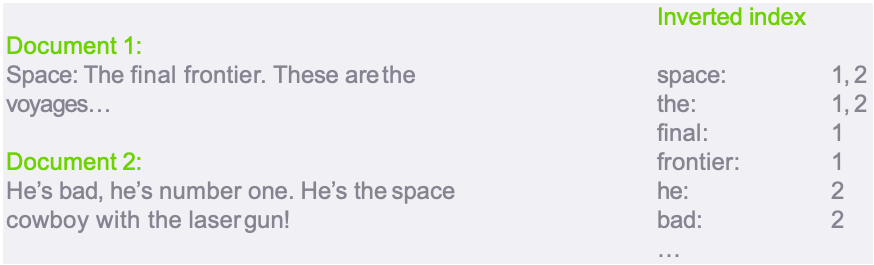 Inverted index
Document 1:
Space: The final frontier. These are the
voyages…
Document 2:
He’s bad, he’s number one. He’s the space
cowboy with the laser gun!
space: 1, 2
the: 1, 2
final: 1
frontier: 1
he: 2
bad: 2
…